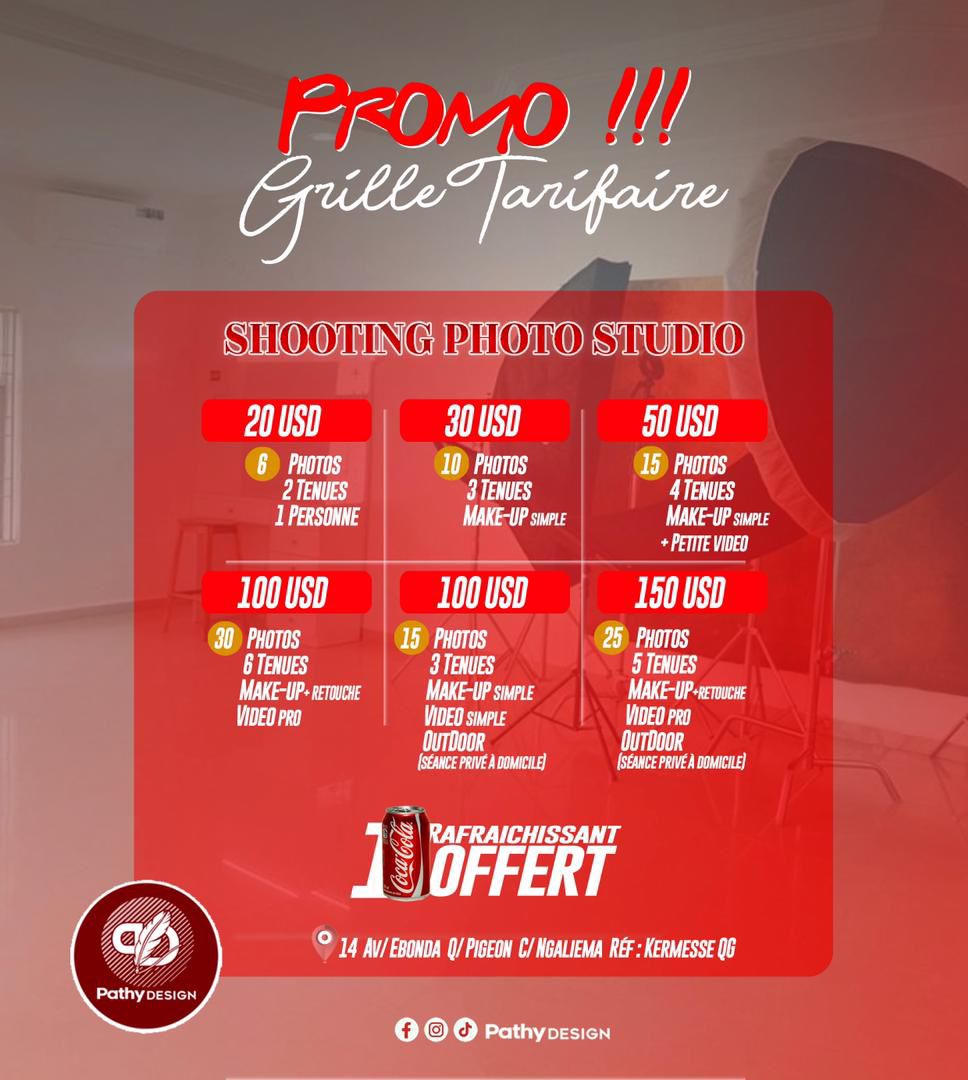 PROMO !!!
Grille Tarifaire
SHOOTING PHOTO STUDIO
20 USD
6 PHOTOS
2 TENUES
1 PERSONNE
30 USD
10 PHOTOS
3 TENUES
MAKE-UP SIMPLE
50 USD
15 PHOTOS
4 TENUES
MAKE-UP SIMPLE
+ PETITE VIDEO
100 USD
30 PHOTOS
6 TENUES
MAKE-UP+ RETOUCHE
VIDEO PRO
100 USD
15 PHOTOS
3 TENUES
MAKE-UP SIMPLE
VIDEO SIMPLE
OUTDOOR
(SÉANCE PRIVÉ À DOMICILE)
150 USD
25 PHOTOS
5 TENUES
MAKE-UP+RETOUCHE
VIDEO PRO
OUTDOOR
(SÉANCE PRIVÉ À DOMICILE)
1 RAFRAICHISSANT
OFFERT
Coca-Cola
14 AV/ EBONDA Q/ PIGEON C/ NGALIEMA RÉF : KERMESSE QG
Pathy DESIGN
Pathy DESIGN